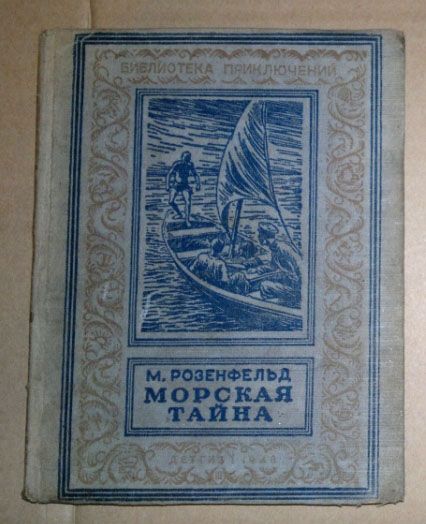 БИБЛИОТЕКА ПРИКЛЮЧЕНИЙ
М. РОЗЕНФЕЛЬД
МОРСКАЯ
ТАЙНА
ДЕТГИЗ